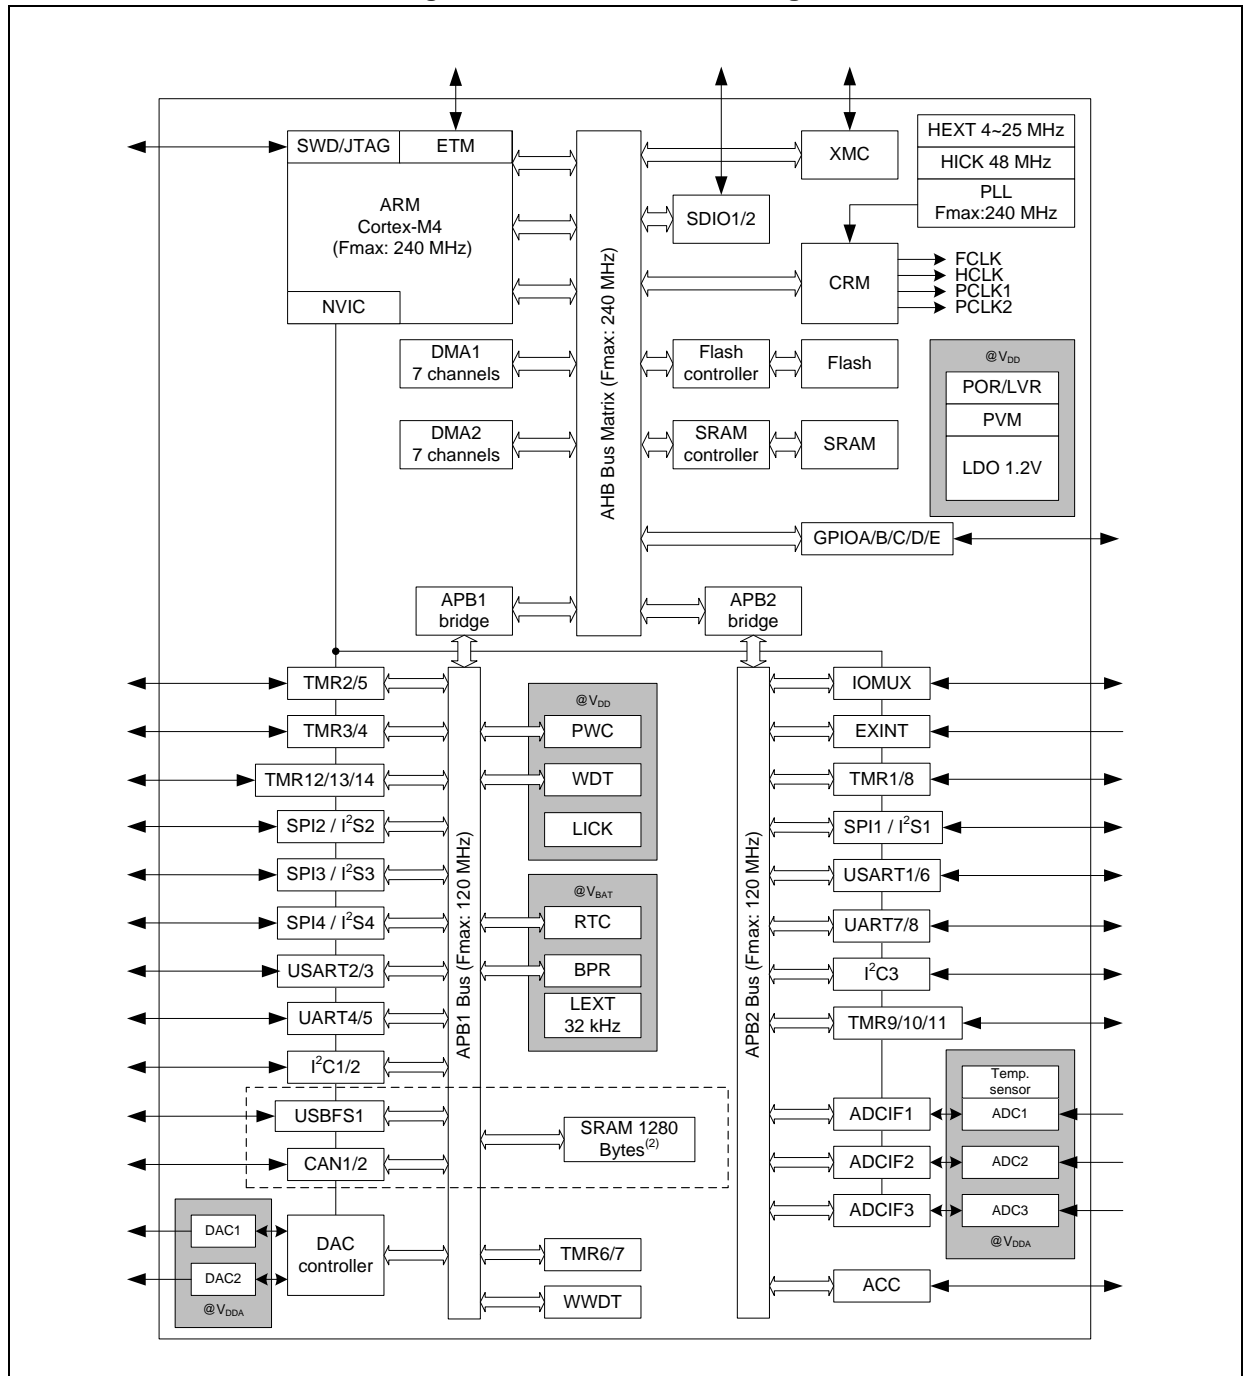 SWD/JTAG
ETM
ARM
Cortex-M4
(Fmax: 240 MHz)
NVIC
DMA1
7 channels
DMA2
7 channels
AHB Bus Matrix (Fmax: 240 MHz)
XMC
SDIO1/2
CRM
HEXT 4~25 MHz
HICK 48 MHz
PLL
Fmax:240 MHz
FCLK
HCLK
PCLK1
PCLK2
Flash
controller
Flash
SRAM
controller
SRAM
@VDD
POR/LVR
PVM
LDO 1.2V
GPIOA/B/C/D/E
APB1
bridge
APB2
bridge
TMR2/5
TMR3/4
TMR12/13/14
SPI2 / I²S2
SPI3 / I²S3
SPI4 / I²S4
USART2/3
UART4/5
I²C1/2
USBFS1
CAN1/2
DAC1
DAC2
@VDDA
DAC
controller
APB1 Bus (Fmax: 120 MHz)
@VDD
PWC
WDT
LICK
@VBAT
RTC
BPR
LEXT
32 kHz
SRAM 1280
Bytes(2)
TMR6/7
WWDT
APB2 Bus (Fmax: 120 MHz)
IOMUX
EXINT
TMR1/8
SPI1 / I²S1
USART1/6
UART7/8
I²C3
TMR9/10/11
ADCIF1
ADCIF2
ADCIF3
ACC
Temp.
sensor
ADC1
ADC2
ADC3
@VDDA